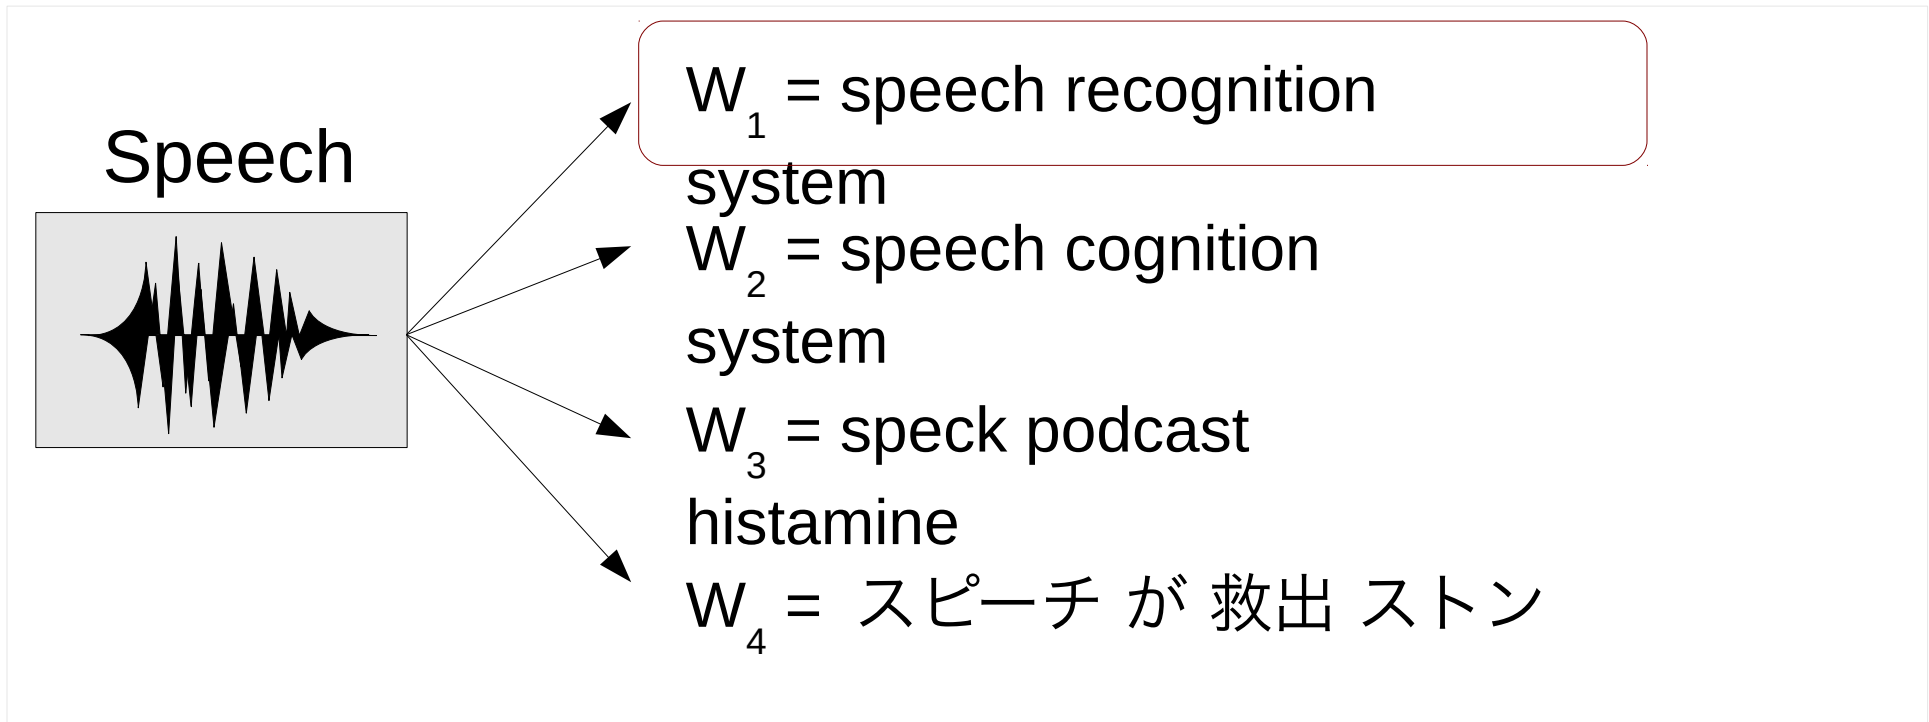 Speech
W1 = speech recognition
system
W2 = speech cognition
system
W3 = speck podcast
histamine
W4 = スピーチ が 救出 ストン